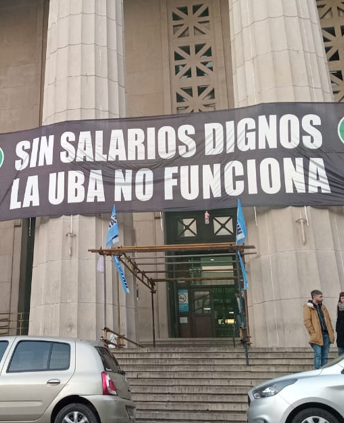 SIN SALARIOS DIGNOS
LA UBA NO FUNCIONA